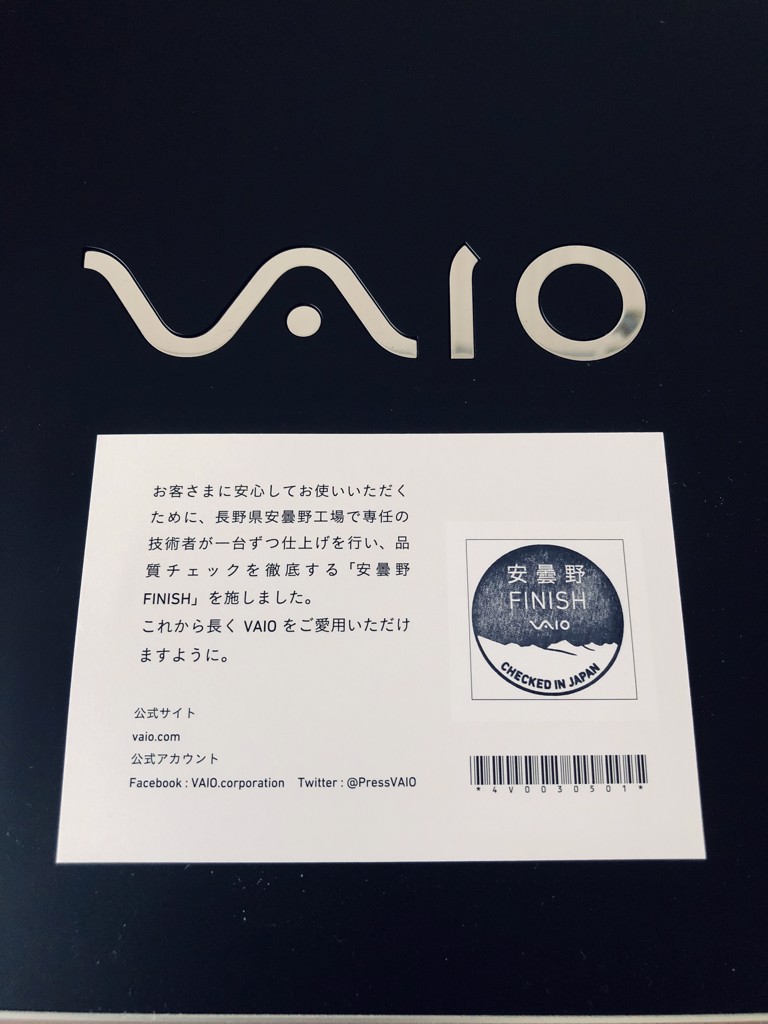 VAIO
お客さまに安心してお使いいただく
ために、長野県安曇野工場で専任の
技術者が一台ずつ仕上げを行い、品
質チェックを徹底する「安曇野
FINISH」を施しました。
これから長く VAIO をご愛用いただけ
ますように。
公式サイト
vaio.com
公式アカウント
Facebook : VAIO.corporation Twitter : @PressVAIO
安曇野
FINISH
VAIO
CHECKED IN JAPAN
*4V0030501*